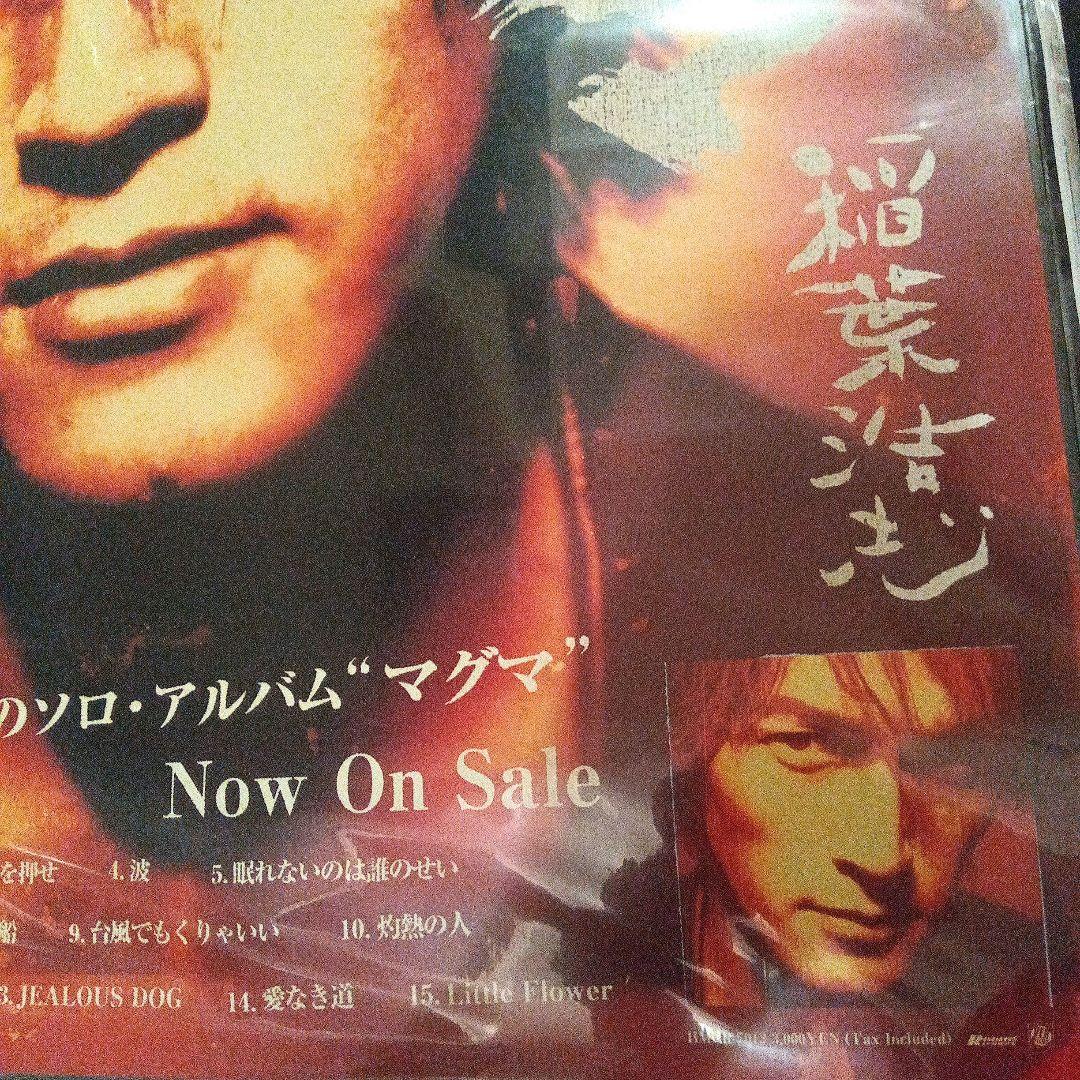 稲葉浩志
のソロ・アルバム“マグマ”
Now On Sale
を押せ 4.波 5.眠れないのは誰のせい
船 9.台風でもくりゃいい 10.灼熱の人
3.JEALOUS DOG 14.愛なき道 15.Little Flower
3,000YEN (Tax Included)